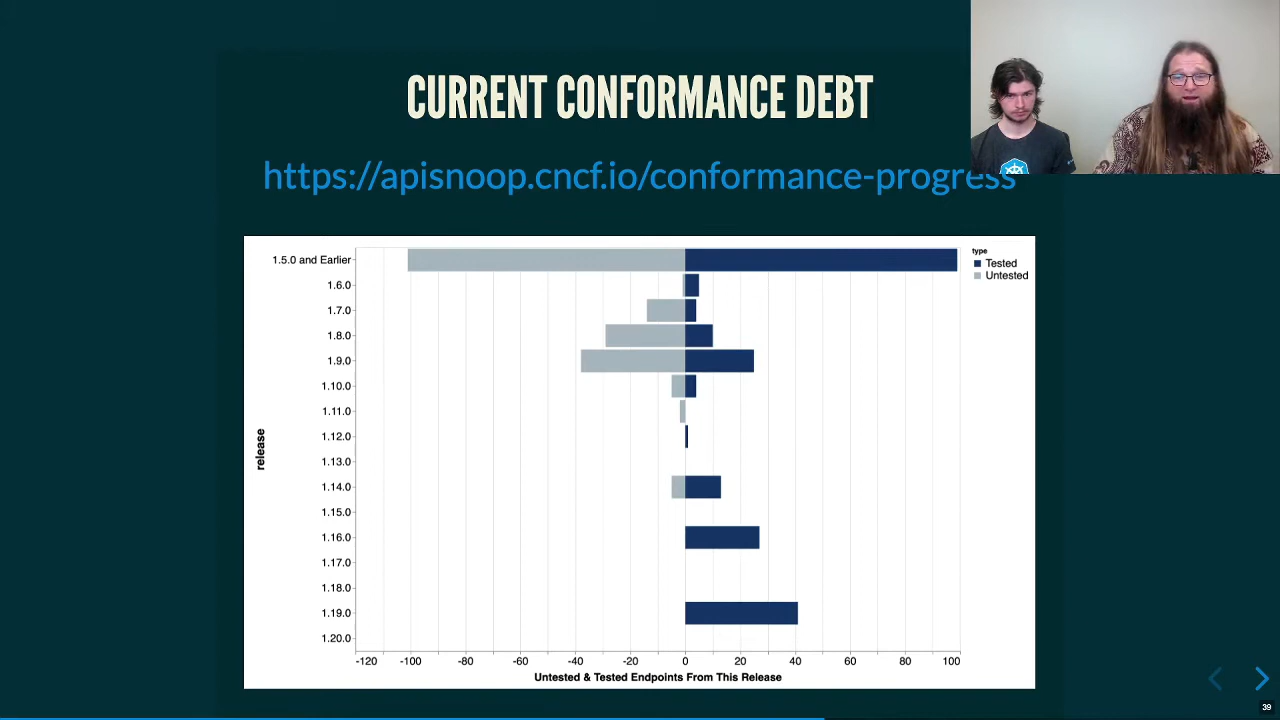 CURRENT CONFORMANCE DEBT
https://apisnoop.cncf.io/conformance-progress
type
Tested
Untested
1.5.0 and Earlier
1.6.0
1.7.0
1.8.0
1.9.0
1.10.0
1.11.0
1.12.0
1.13.0
1.14.0
1.15.0
1.16.0
1.17.0
1.18.0
1.19.0
1.20.0
release
-120 -100 -80 -60 -40 -20 0 20 40 60 80 100
Untested & Tested Endpoints From This Release
39